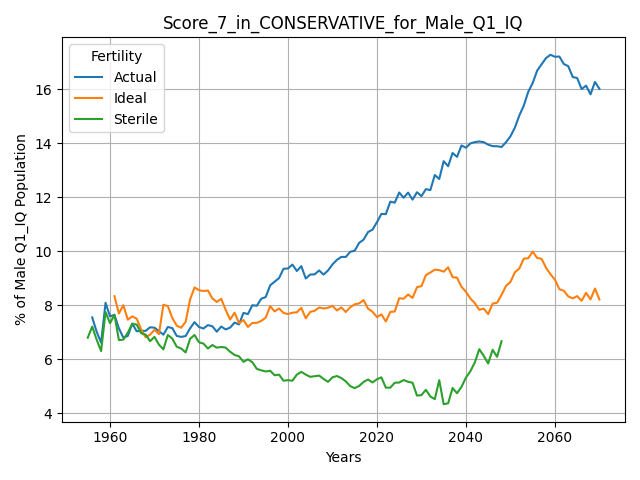 Score_7_in_CONSERVATIVE_for_Male_Q1_IQ
Fertility
Actual
Ideal
Sterile
% of Male Q1_IQ Population
16
14
12
10
8
6
4
1960 1980 2000 2020 2040 2060
Years